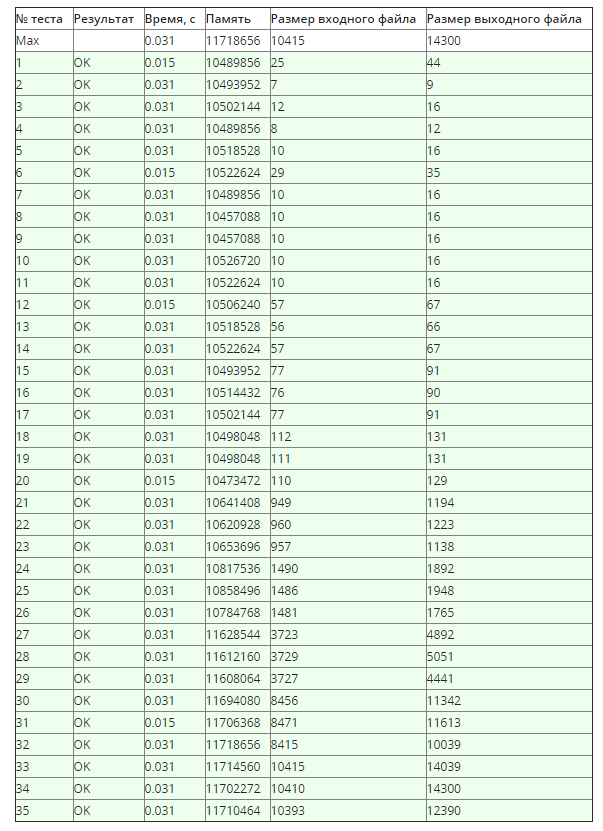 № теста Результат Время, с Память Размер входного файла Размер выходного файла
Max 0.031 11718656 10415 14300
1 OK 0.015 10489856 25 44
2 OK 0.031 10493952 7 9
3 OK 0.031 10502144 12 16
4 OK 0.031 10489856 8 12
5 OK 0.031 10518528 10 16
6 OK 0.015 10522624 29 35
7 OK 0.031 10489856 10 16
8 OK 0.031 10457088 10 16
9 OK 0.031 10457088 10 16
10 OK 0.031 10526720 10 16
11 OK 0.031 10522624 10 16
12 OK 0.015 10506240 57 67
13 OK 0.031 10518528 56 66
14 OK 0.031 10522624 57 67
15 OK 0.031 10493952 77 91
16 OK 0.031 10514432 76 90
17 OK 0.031 10502144 77 91
18 OK 0.031 10498048 112 131
19 OK 0.031 10498048 111 131
20 OK 0.015 10473472 110 129
21 OK 0.031 10641408 949 1194
22 OK 0.031 10620928 960 1223
23 OK 0.031 10653696 957 1138
24 OK 0.031 10817536 1490 1892
25 OK 0.031 10858496 1486 1948
26 OK 0.031 10784768 1481 1765
27 OK 0.031 11628544 3723 4892
28 OK 0.031 11612160 3729 5051
29 OK 0.031 11608064 3727 4441
30 OK 0.031 11694080 8456 11342
31 OK 0.015 11706368 8471 11613
32 OK 0.031 11718656 8415 10039
33 OK 0.031 11714560 10415 14039
34 OK 0.031 11702272 10410 14300
35 OK 0.031 11710464 10393 12390